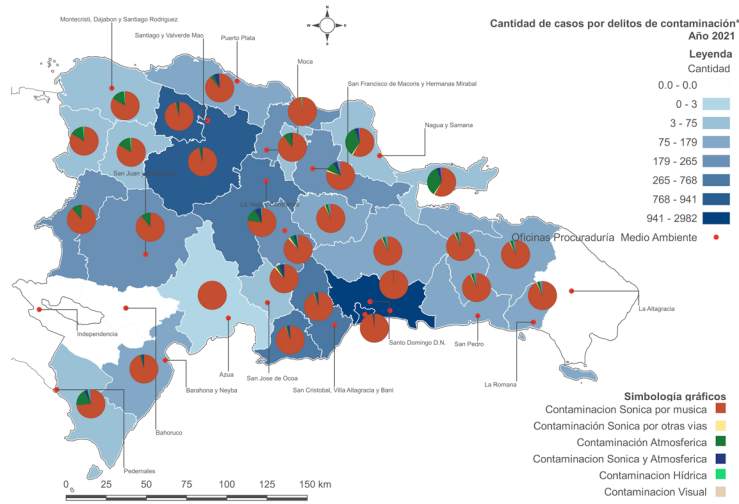 Cantidad de casos por delitos de contaminación*
Año 2021
Leyenda
Cantidad
0.0 - 0.0
0 - 3
3 - 75
75 - 179
179 - 265
265 - 768
768 - 941
941 - 2982
Oficinas Procuraduría Medio Ambiente
Montecristi, Dajabon y Santiago Rodríguez
Santiago y Valverde Mao
Puerto Plata
Moca
San Francisco de Macoris y Hermanas Mirabal
Nagua y Samana
San Juan y
La Vega y
Independencia
Bahoruco
Pedernales
Barahona y Neyba
Azua
San Jose de Ocoa
San Cristobal, Villa Altagracia y Bani
Santo Domingo D.N.
San Pedro
La Romana
La Altagracia
Simbología gráficos
Contaminacion Sonica por musica
Contaminación Sonica por otras vias
Contaminación Atmosferica
Contaminacion Sonica y Atmosferica
Contaminacion Hídrica
Contaminacion Visual
0 25 50 75 100 150 km